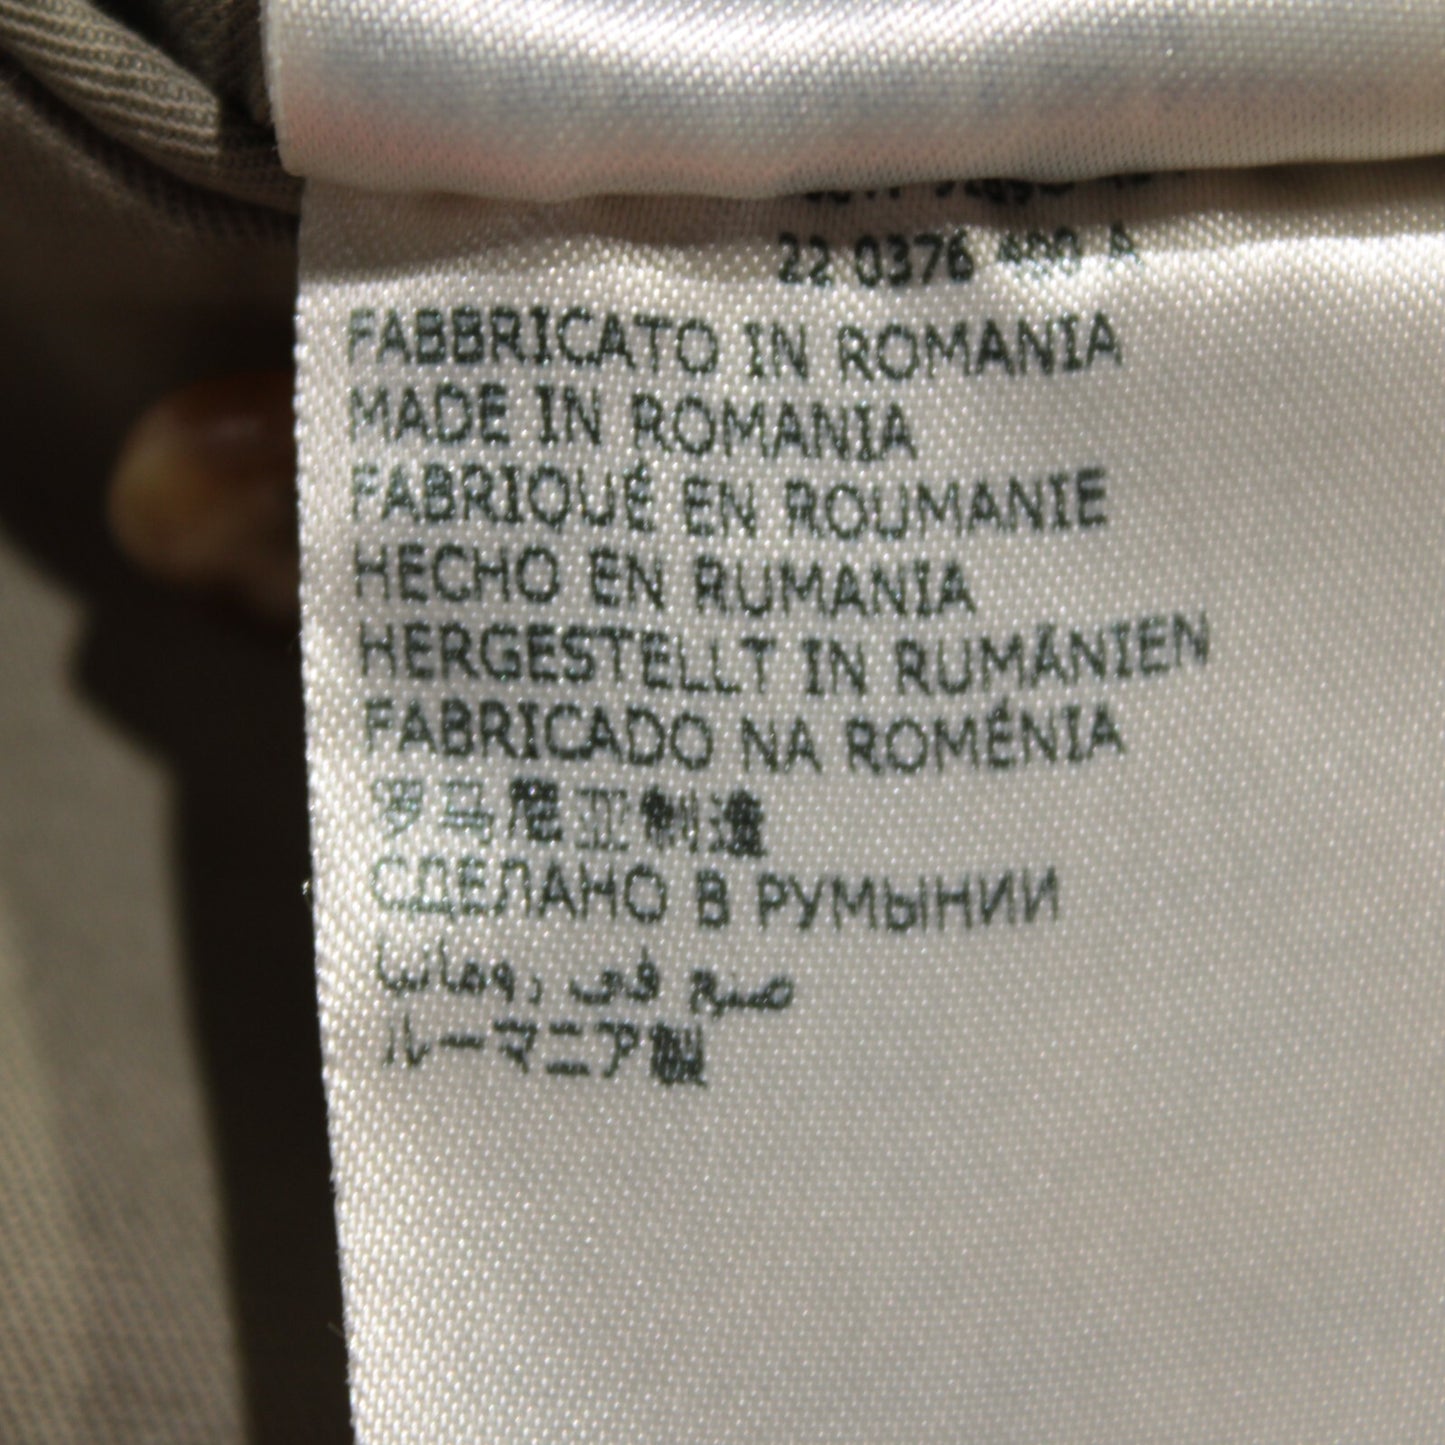 22 0376
FABBRICATO IN ROMANIA
MADE IN ROMANIA
FABRIQUÉ EN ROUMANIE
HECHO EN RUMANIA
HERGESTELLT IN RUMÄNIEN
FABRICADO NA ROMÉNIA
罗马尼亚制造
СДЕЛАНО В РУМЫНИИ
صنع في رومانيا
ルーマニア製